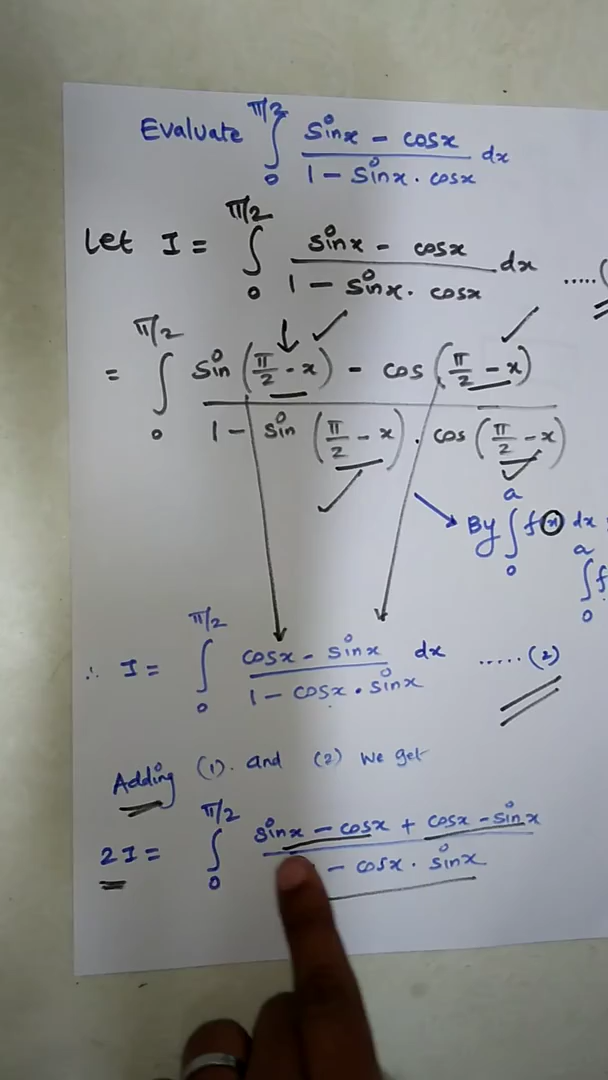 Evaluate ∫₀^(π/2) (sinx - cosx)/(1 - sinx · cosx) dx
Let I = ∫₀^(π/2) (sinx - cosx)/(1 - sinx · cosx) dx ..... (
= ∫₀^(π/2) (sin(π/2 - x) - cos(π/2 - x))/(1 - sin(π/2 - x) · cos(π/2 - x))
By ∫₀^a f(x) dx
∫₀^a f
∴ I = ∫₀^(π/2) (cosx - sinx)/(1 - cosx · sinx) dx ..... (2)
Adding (1). and (2) we get
2I = ∫₀^(π/2) (sinx - cosx + cosx - sinx)/( - cosx · sinx)